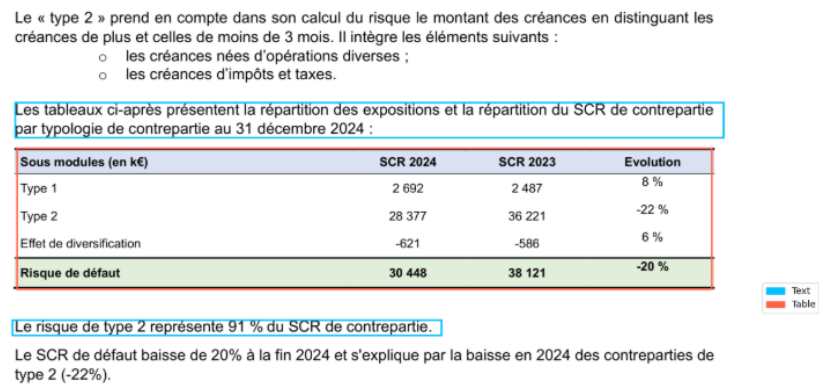 Le « type 2 » prend en compte dans son calcul du risque le montant des créances en distinguant les
créances de plus et celles de moins de 3 mois. Il intègre les éléments suivants :
o les créances nées d'opérations diverses ;
o les créances d'impôts et taxes.
Les tableaux ci-après présentent la répartition des expositions et la répartition du SCR de contrepartie
par typologie de contrepartie au 31 décembre 2024 :
Sous modules (en k€) SCR 2024 SCR 2023 Evolution
Type 1 2 692 2 487 8 %
Type 2 28 377 36 221 -22 %
Effet de diversification -621 -586 6 %
Risque de défaut 30 448 38 121 -20 %
Text
Table
Le risque de type 2 représente 91 % du SCR de contrepartie.
Le SCR de défaut baisse de 20% à la fin 2024 et s'explique par la baisse en 2024 des contreparties de
type 2 (-22%).